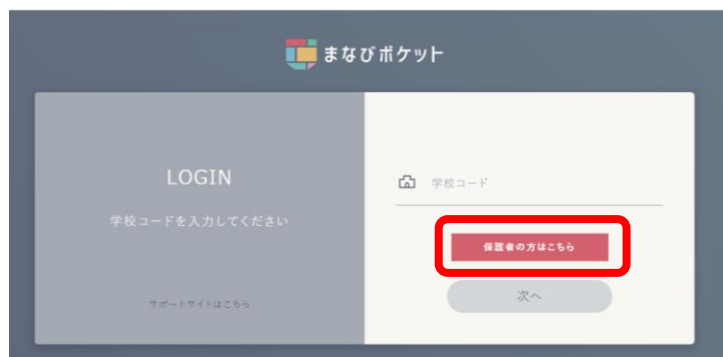 まなびポケット
LOGIN
学校コードを入力してください
サポートサイトはこちら
学校コード
保護者の方はこちら
次へ